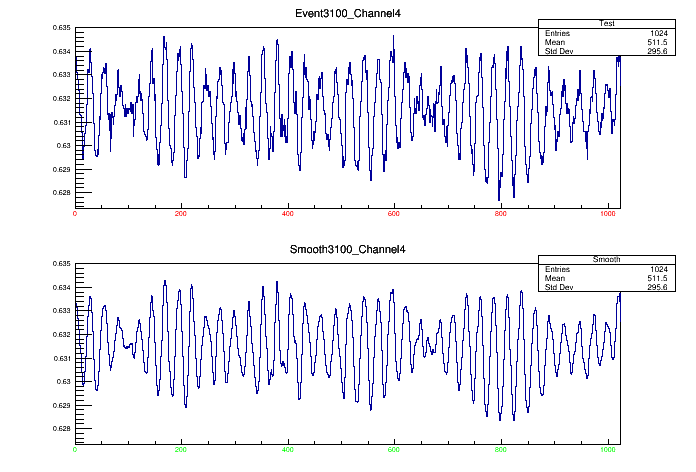 Event3100_Channel4
Test
Entries 1024
Mean 511.5
Std Dev 295.6
0.635
0.634
0.633
0.632
0.631
0.63
0.629
0.628
0 200 400 600 800 1000
Smooth3100_Channel4
Smooth
Entries 1024
Mean 511.5
Std Dev 295.6
0.635
0.634
0.633
0.632
0.631
0.63
0.629
0.628
0 200 400 600 800 1000